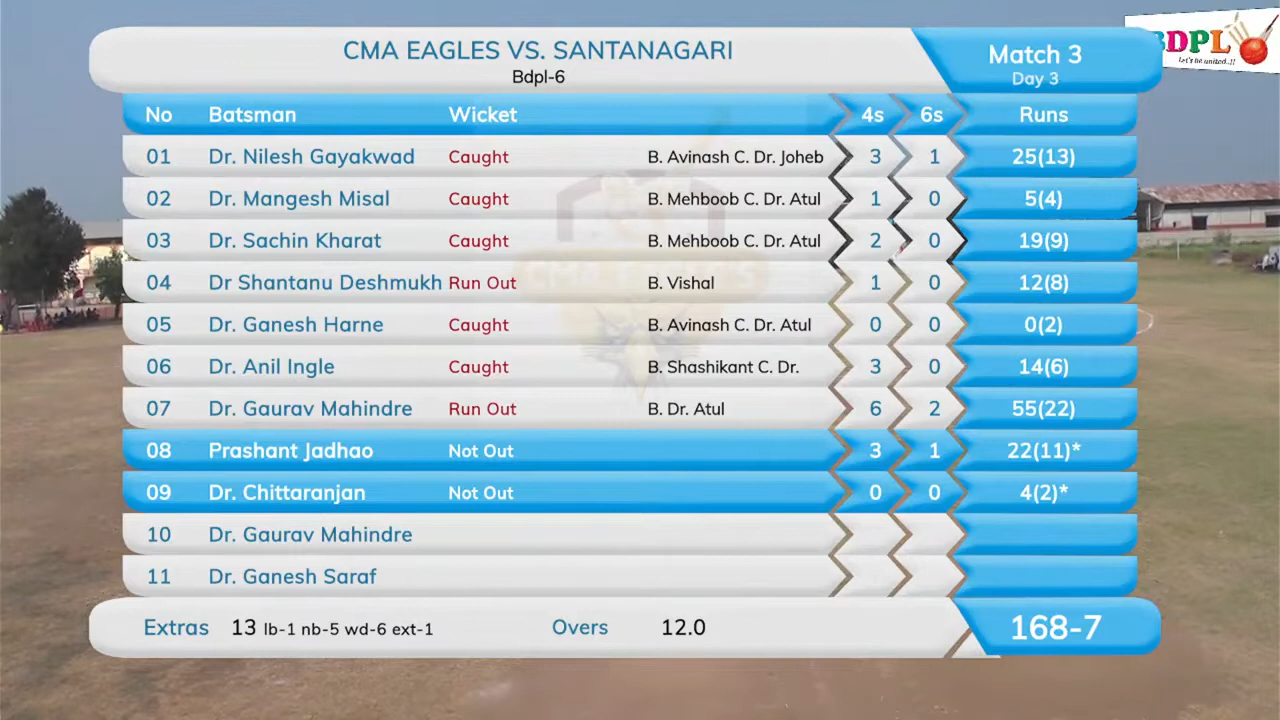 CMA EAGLES VS. SANTANAGARI
Bdpl-6
Match 3
Day 3
BDPL
Let's be united..!!
No Batsman Wicket 4s 6s Runs
01 Dr. Nilesh Gayakwad Caught B. Avinash C. Dr. Joheb 3 1 25(13)
02 Dr. Mangesh Misal Caught B. Mehboob C. Dr. Atul 1 0 5(4)
03 Dr. Sachin Kharat Caught B. Mehboob C. Dr. Atul 2 0 19(9)
04 Dr Shantanu Deshmukh Run Out B. Vishal 1 0 12(8)
05 Dr. Ganesh Harne Caught B. Avinash C. Dr. Atul 0 0 0(2)
06 Dr. Anil Ingle Caught B. Shashikant C. Dr. 3 0 14(6)
07 Dr. Gaurav Mahindre Run Out B. Dr. Atul 6 2 55(22)
08 Prashant Jadhao Not Out 3 1 22(11)*
09 Dr. Chittaranjan Not Out 0 0 4(2)*
10 Dr. Gaurav Mahindre
11 Dr. Ganesh Saraf
Extras 13 lb-1 nb-5 wd-6 ext-1 Overs 12.0 168-7